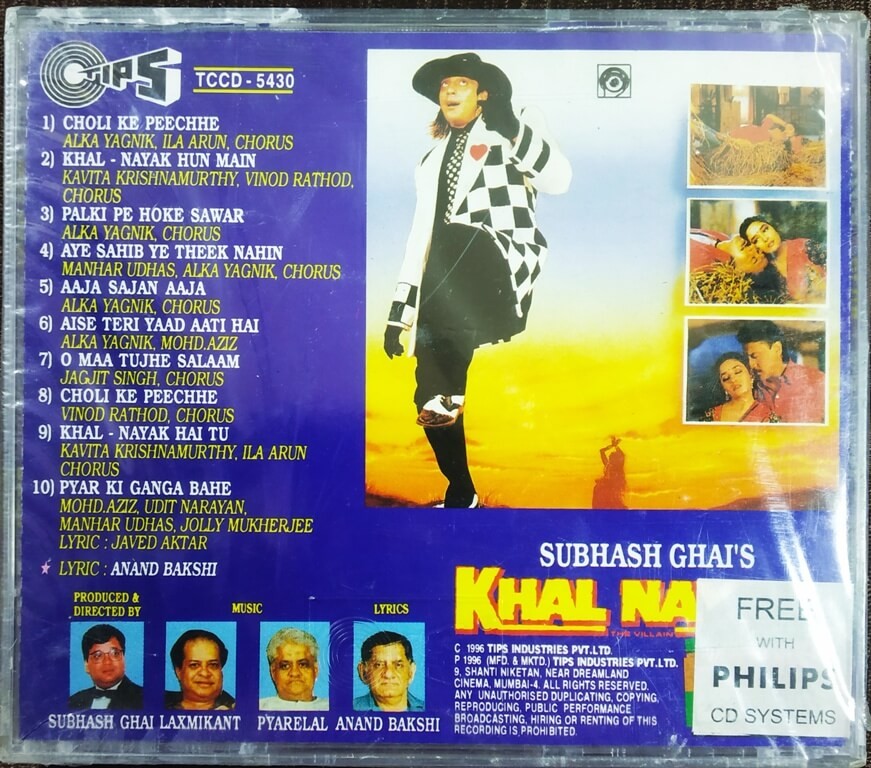 TIPS
TCCD - 5430
1) CHOLI KE PEECHHE
ALKA YAGNIK, ILA ARUN, CHORUS
2) KHAL - NAYAK HUN MAIN
KAVITA KRISHNAMURTHY, VINOD RATHOD,
CHORUS
3) PALKI PE HOKE SAWAR
ALKA YAGNIK, CHORUS
4) AYE SAHIB YE THEEK NAHIN
MANHAR UDHAS, ALKA YAGNIK, CHORUS
5) AAJA SAJAN AAJA
ALKA YAGNIK, CHORUS
6) AISE TERI YAAD AATI HAI
ALKA YAGNIK, MOHD.AZIZ
7) O MAA TUJHE SALAAM
JAGJIT SINGH, CHORUS
8) CHOLI KE PEECHHE
VINOD RATHOD, CHORUS
9) KHAL - NAYAK HAI TU
KAVITA KRISHNAMURTHY, ILA ARUN
CHORUS
10) PYAR KI GANGA BAHE
MOHD.AZIZ, UDIT NARAYAN,
MANHAR UDHAS, JOLLY MUKHERJEE
LYRIC : JAVED AKTAR
LYRIC : ANAND BAKSHI
PRODUCED &
DIRECTED BY
MUSIC
LYRICS
SUBHASH GHAI LAXMIKANT PYARELAL ANAND BAKSHI
SUBHASH GHAI'S
KHAL NA
THE VILLAIN
C 1996 TIPS INDUSTRIES PVT.LTD.
P 1996 (MFD. & MKTD.) TIPS INDUSTRIES PVT.LTD.
9, SHANTI NIKETAN, NEAR DREAMLAND
CINEMA, MUMBAI-4. ALL RIGHTS RESERVED.
ANY UNAUTHORISED DUPLICATING, COPYING,
REPRODUCING, PUBLIC PERFORMANCE
BROADCASTING, HIRING OR RENTING OF THIS
RECORDING IS PROHIBITED.
FREE
WITH
PHILIPS
CD SYSTEMS